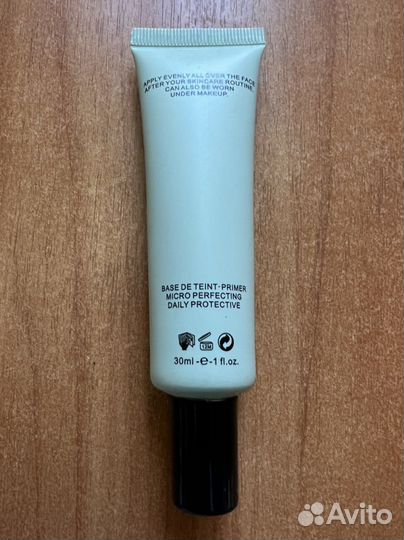 APPLY EVENLY ALL OVER THE FACE
AFTER YOUR SKINCARE ROUTINE
CAN ALSO BE WORN
UNDER MAKEUP.
BASE DE TEINT-PRIMER
MICRO PERFECTING
DAILY PROTECTIVE
12M
30ml -e-1 fl.oz.
Avito